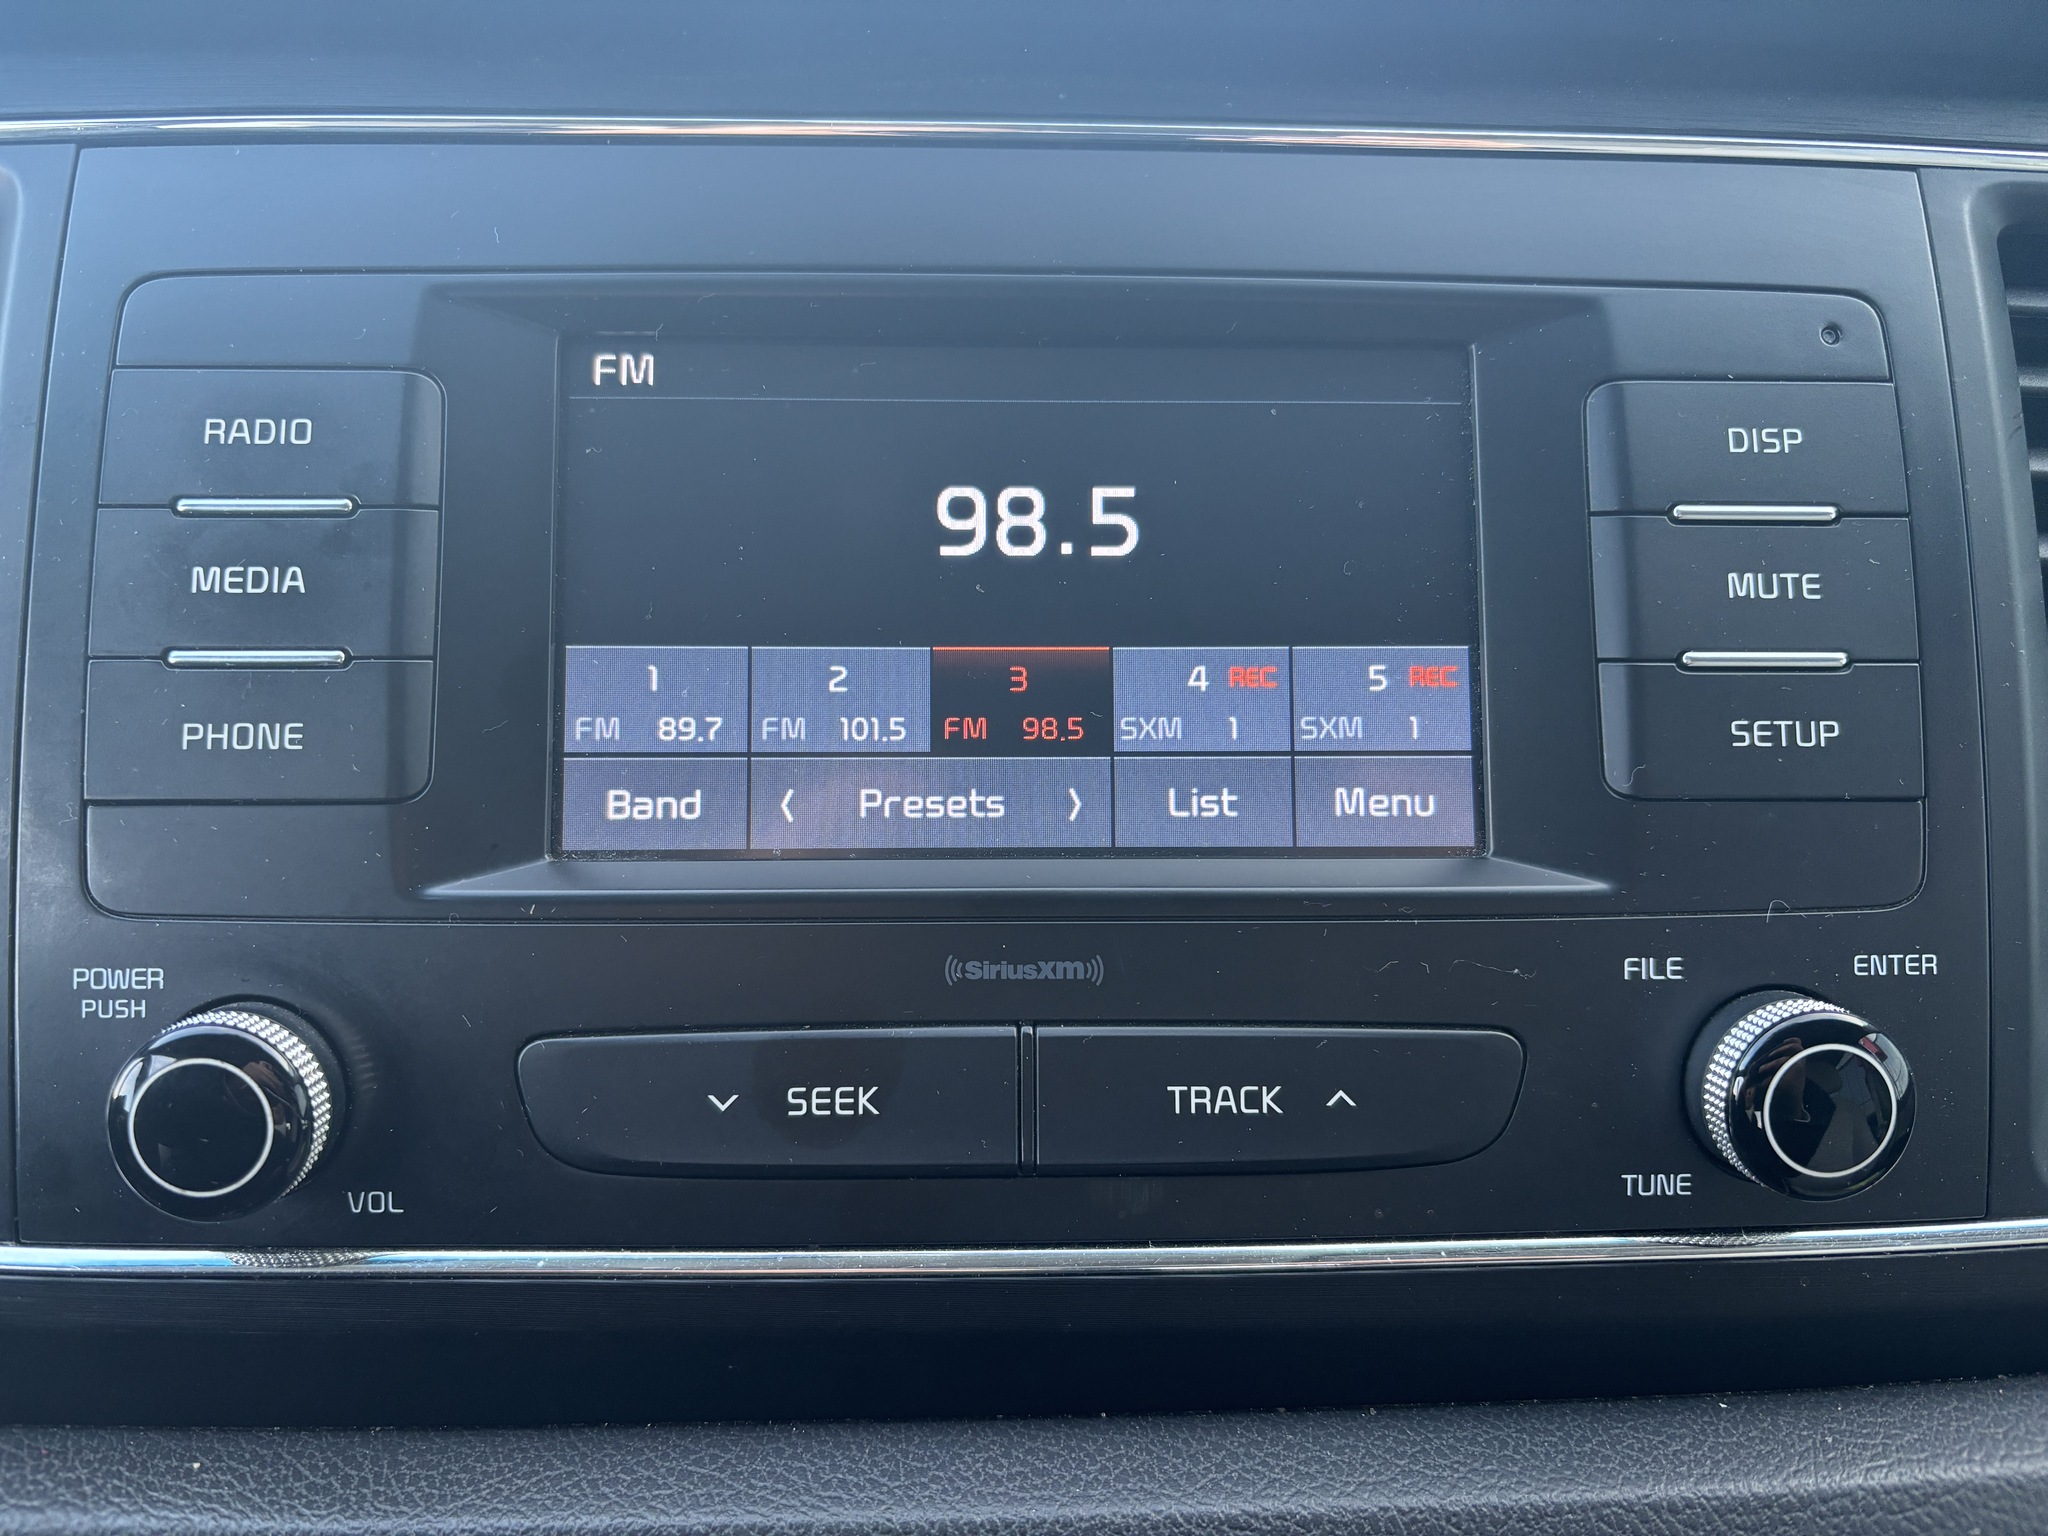 FM
98.5
1 2 3 4 REC 5 REC
FM 89.7 FM 101.5 FM 98.5 SXM 1 SXM 1
Band 〈 Presets 〉 List Menu
RADIO
MEDIA
PHONE
DISP
MUTE
SETUP
SiriusXM
POWER
PUSH
VOL
SEEK
TRACK
FILE
ENTER
TUNE